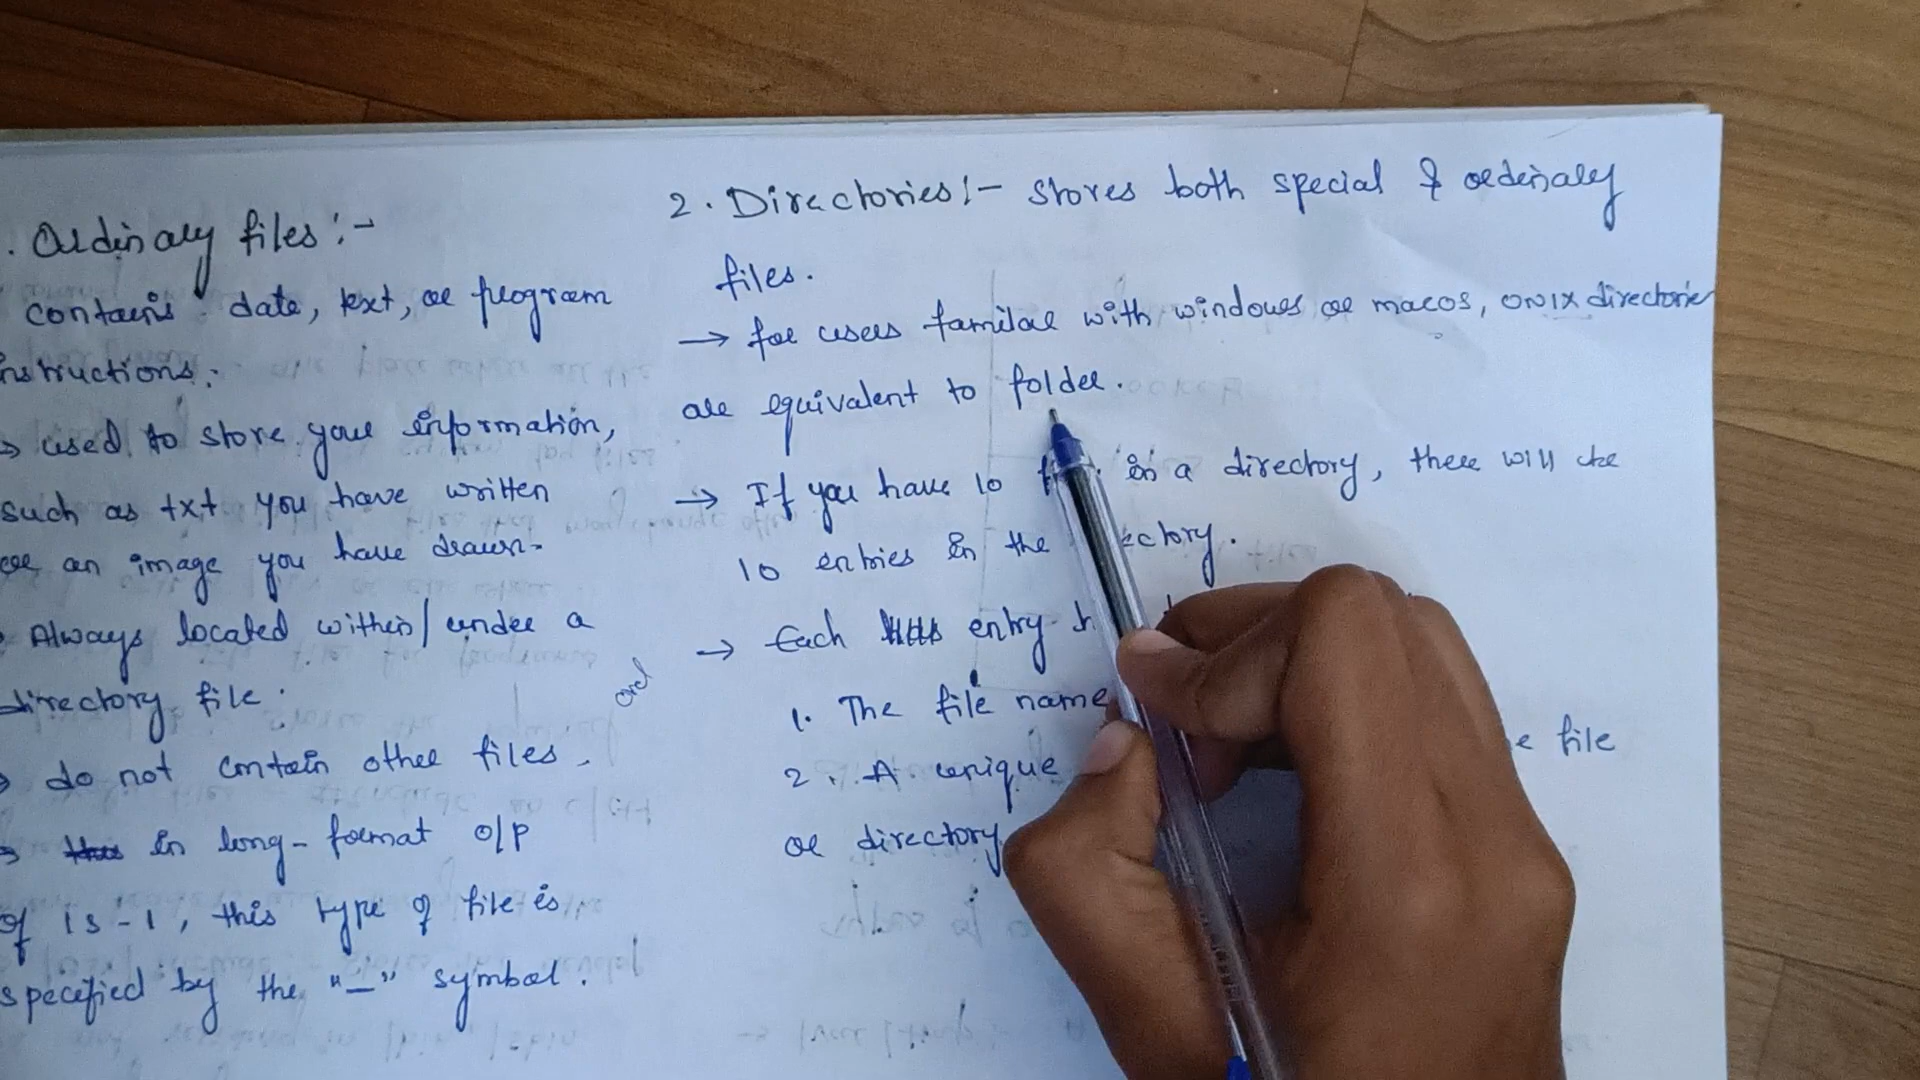 . Ordinary files :-
contains date, text, or program
instructions.
→ used to store your information,
such as txt you have written
or an image you have drawn.
Always located within/under a
directory file.
do not contain other files.
→ in long-format o/p
of ls -l, this type of file is
specified by the "_" symbol.
and
2. Directories :- stores both special & ordinary
files.
→ for users familar with windows or macos, UNIX directories
are equivalent to folder.
→ If you have 10 in a directory, there will be
10 entries in the ectory.
→ Each entry
1. The file name
2. A unique e file
or directory